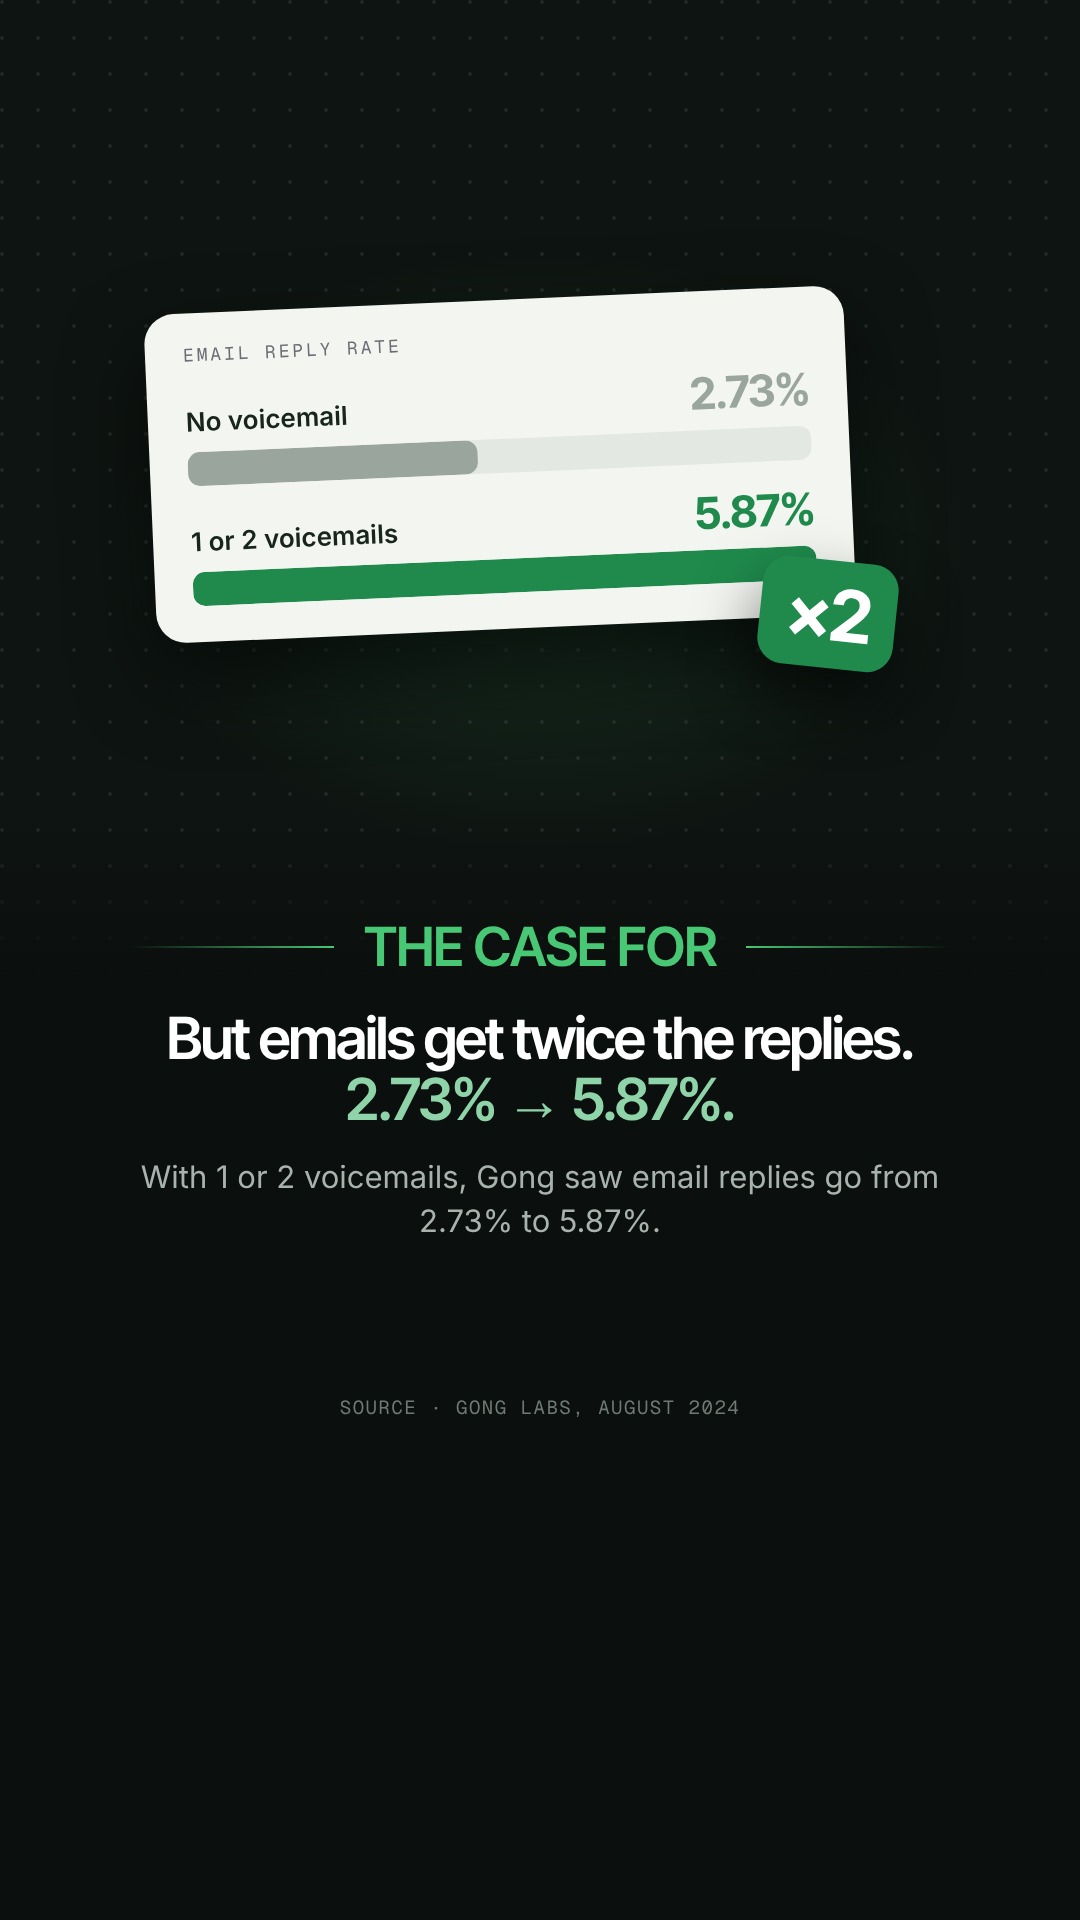 EMAIL REPLY RATE
No voicemail
2.73%
1 or 2 voicemails
5.87%
×2
THE CASE FOR
But emails get twice the replies.
2.73% → 5.87%.
With 1 or 2 voicemails, Gong saw email replies go from
2.73% to 5.87%.
SOURCE · GONG LABS, AUGUST 2024